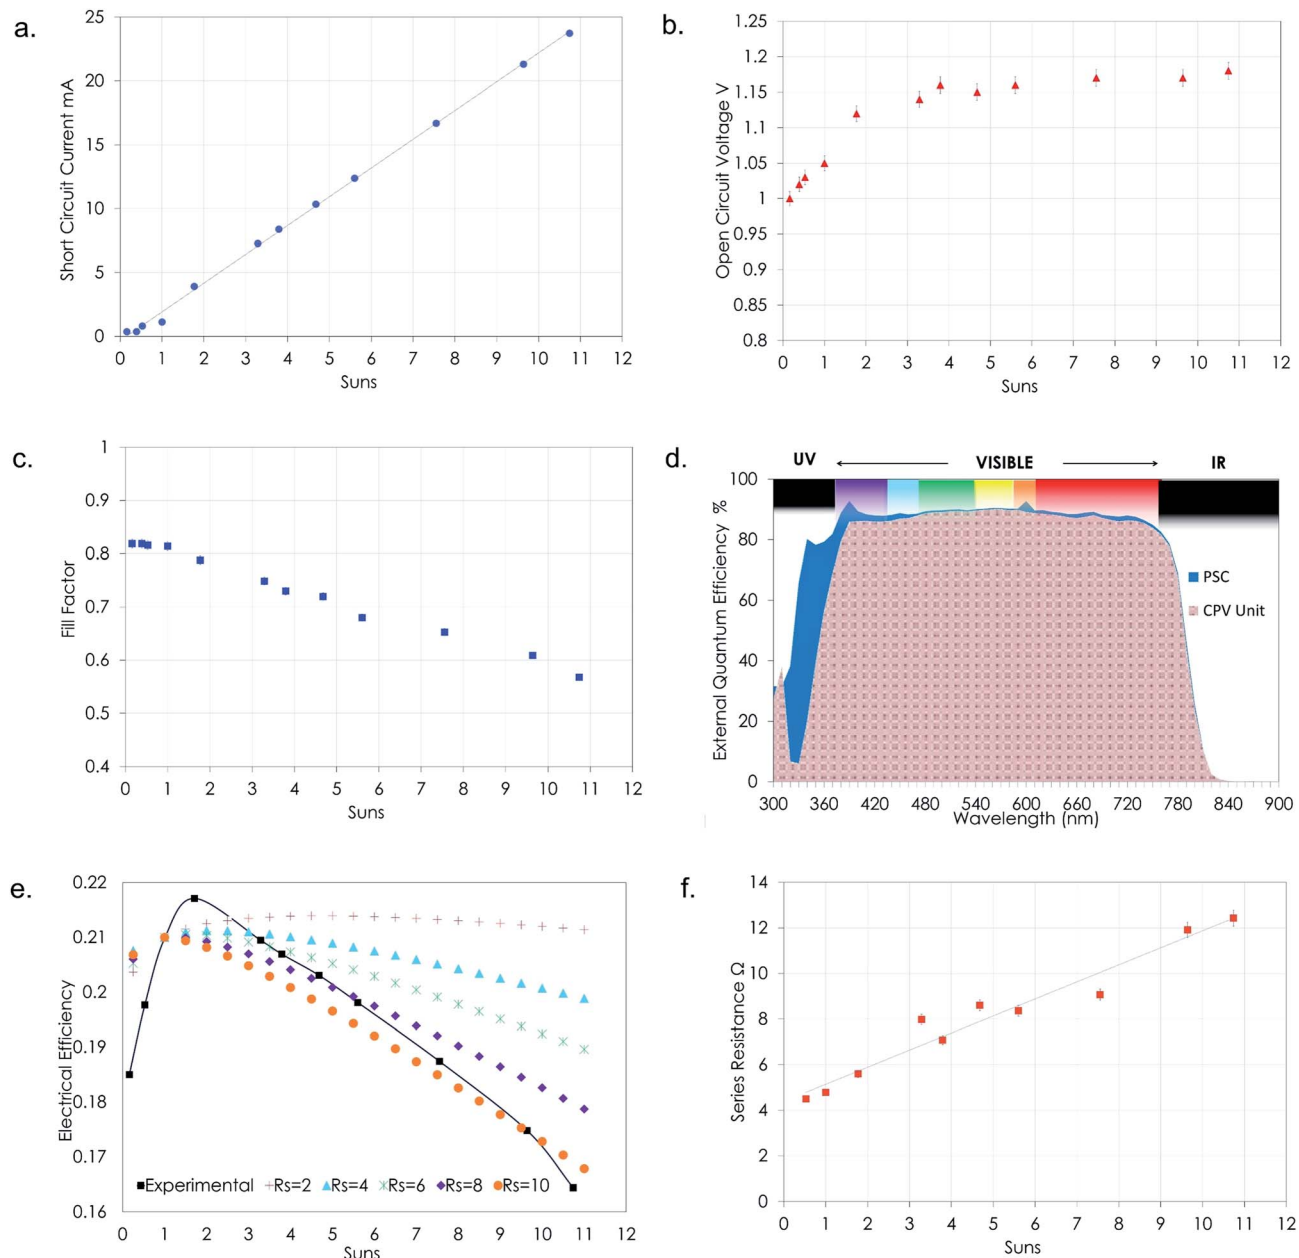 a.
Short Circuit Current mA
25
20
15
10
5
0
0 1 2 3 4 5 6 7 8 9 10 11 12
Suns
b.
Open Circuit Voltage V
1.25
1.2
1.15
1.1
1.05
1
0.95
0.9
0.85
0.8
0 1 2 3 4 5 6 7 8 9 10 11 12
Suns
c.
Fill Factor
1
0.9
0.8
0.7
0.6
0.5
0.4
0 1 2 3 4 5 6 7 8 9 10 11 12
Suns
d.
UV VISIBLE IR
External Quantum Efficiency %
100
80
60
40
20
0
PSC
CPV Unit
300 360 420 480 540 600 660 720 780 840 900
Wavelength (nm)
e.
Electrical Efficiency
0.22
0.21
0.2
0.19
0.18
0.17
0.16
Experimental Rs=2 Rs=4 Rs=6 Rs=8 Rs=10
0 1 2 3 4 5 6 7 8 9 10 11 12
Suns
f.
Series Resistance Ω
14
12
10
8
6
4
2
0
0 1 2 3 4 5 6 7 8 9 10 11 12
Suns